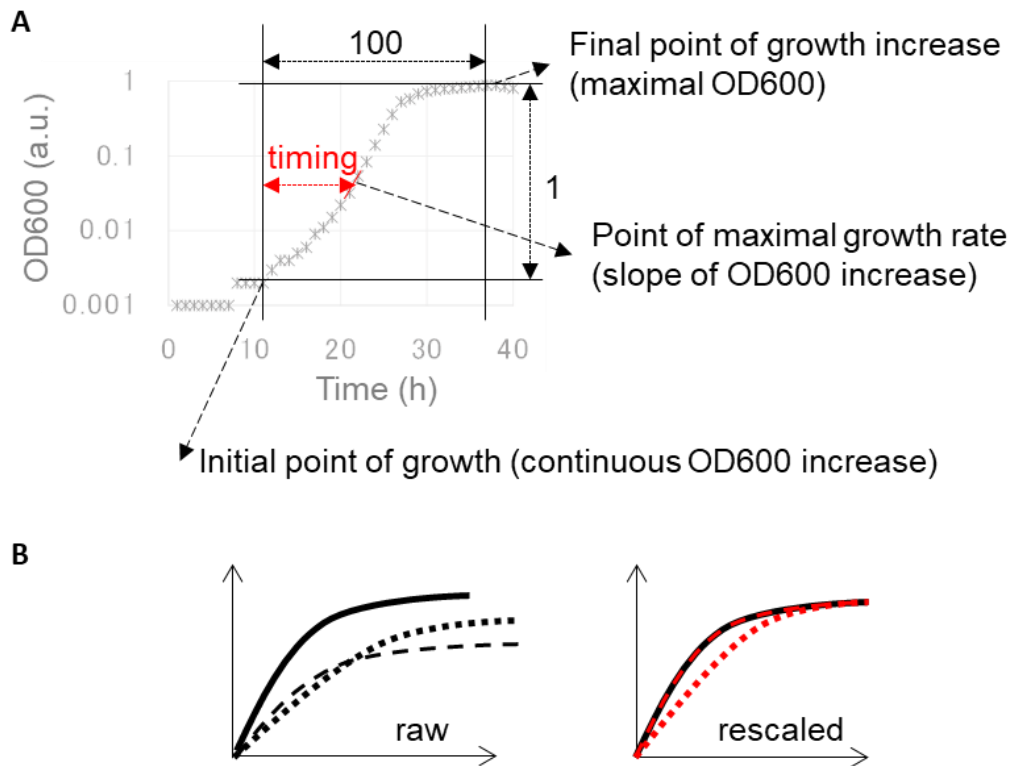 A
100
Final point of growth increase
(maximal OD600)
OD600 (a.u.)
1
0.1
0.01
0.001
timing
1
Point of maximal growth rate
(slope of OD600 increase)
0 10 20 30 40
Time (h)
Initial point of growth (continuous OD600 increase)
B
raw
rescaled